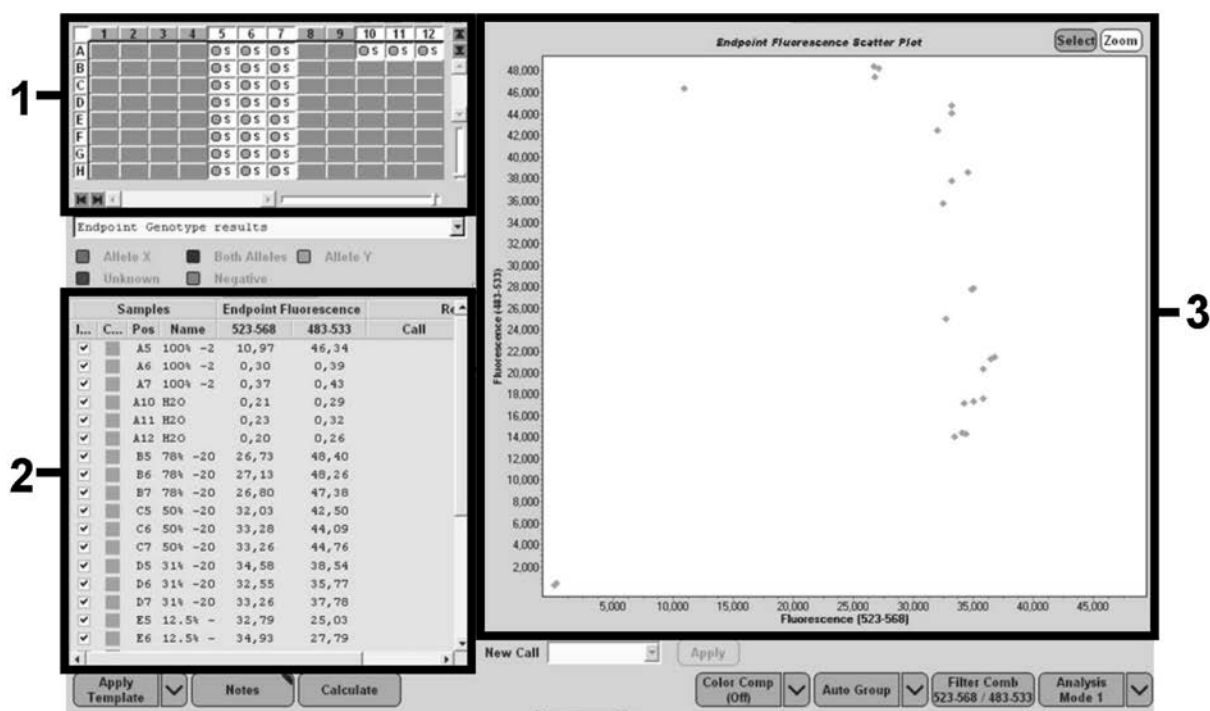 1 2 3 4 5 6 7 8 9 10 11 12
A S S S S S S
B S S S
C S S S
D S S S
E S S S
F S S S
G S S S
H S S S
1
Endpoint Genotype results
Allele X Both Alleles Allele Y
Unknown Negative
Samples Endpoint Fluorescence Re
I... C... Pos Name 523-568 483-533 Call
A5 100% -2 10,97 46,34
A6 100% -2 0,30 0,39
A7 100% -2 0,37 0,43
A10 H2O 0,21 0,29
A11 H2O 0,23 0,32
A12 H2O 0,20 0,26
B5 78% -20 26,73 48,40
B6 78% -20 27,13 48,26
B7 78% -20 26,80 47,38
C5 50% -20 32,03 42,50
C6 50% -20 33,28 44,09
C7 50% -20 33,26 44,76
D5 31% -20 34,58 38,54
D6 31% -20 32,55 35,77
D7 31% -20 33,26 37,78
E5 12.5% - 32,79 25,03
E6 12.5% - 34,93 27,79
2
Endpoint Fluorescence Scatter Plot
Select Zoom
48,000
46,000
44,000
42,000
40,000
38,000
36,000
34,000
32,000
30,000
28,000
26,000
24,000
22,000
20,000
18,000
16,000
14,000
12,000
10,000
8,000
6,000
4,000
2,000
Fluorescence (483-533)
5,000 10,000 15,000 20,000 25,000 30,000 35,000 40,000 45,000
Fluorescence (523-568)
3
New Call Apply
Apply Template Notes Calculate Color Comp (Off) Auto Group Filter Comb 523-568 / 483-533 Analysis Mode 1